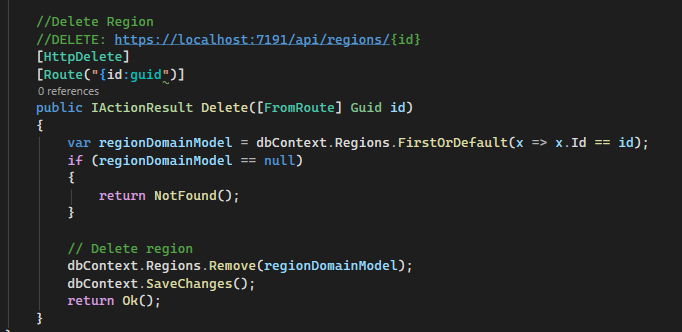 //Delete Region
//DELETE: https://localhost:7191/api/regions/{id}
[HttpDelete]
[Route("{id:guid")]
0 references
public IActionResult Delete([FromRoute] Guid id)
{
var regionDomainModel = dbContext.Regions.FirstOrDefault(x => x.Id == id);
if (regionDomainModel == null)
{
return NotFound();
}
// Delete region
dbContext.Regions.Remove(regionDomainModel);
dbContext.SaveChanges();
return Ok();
}